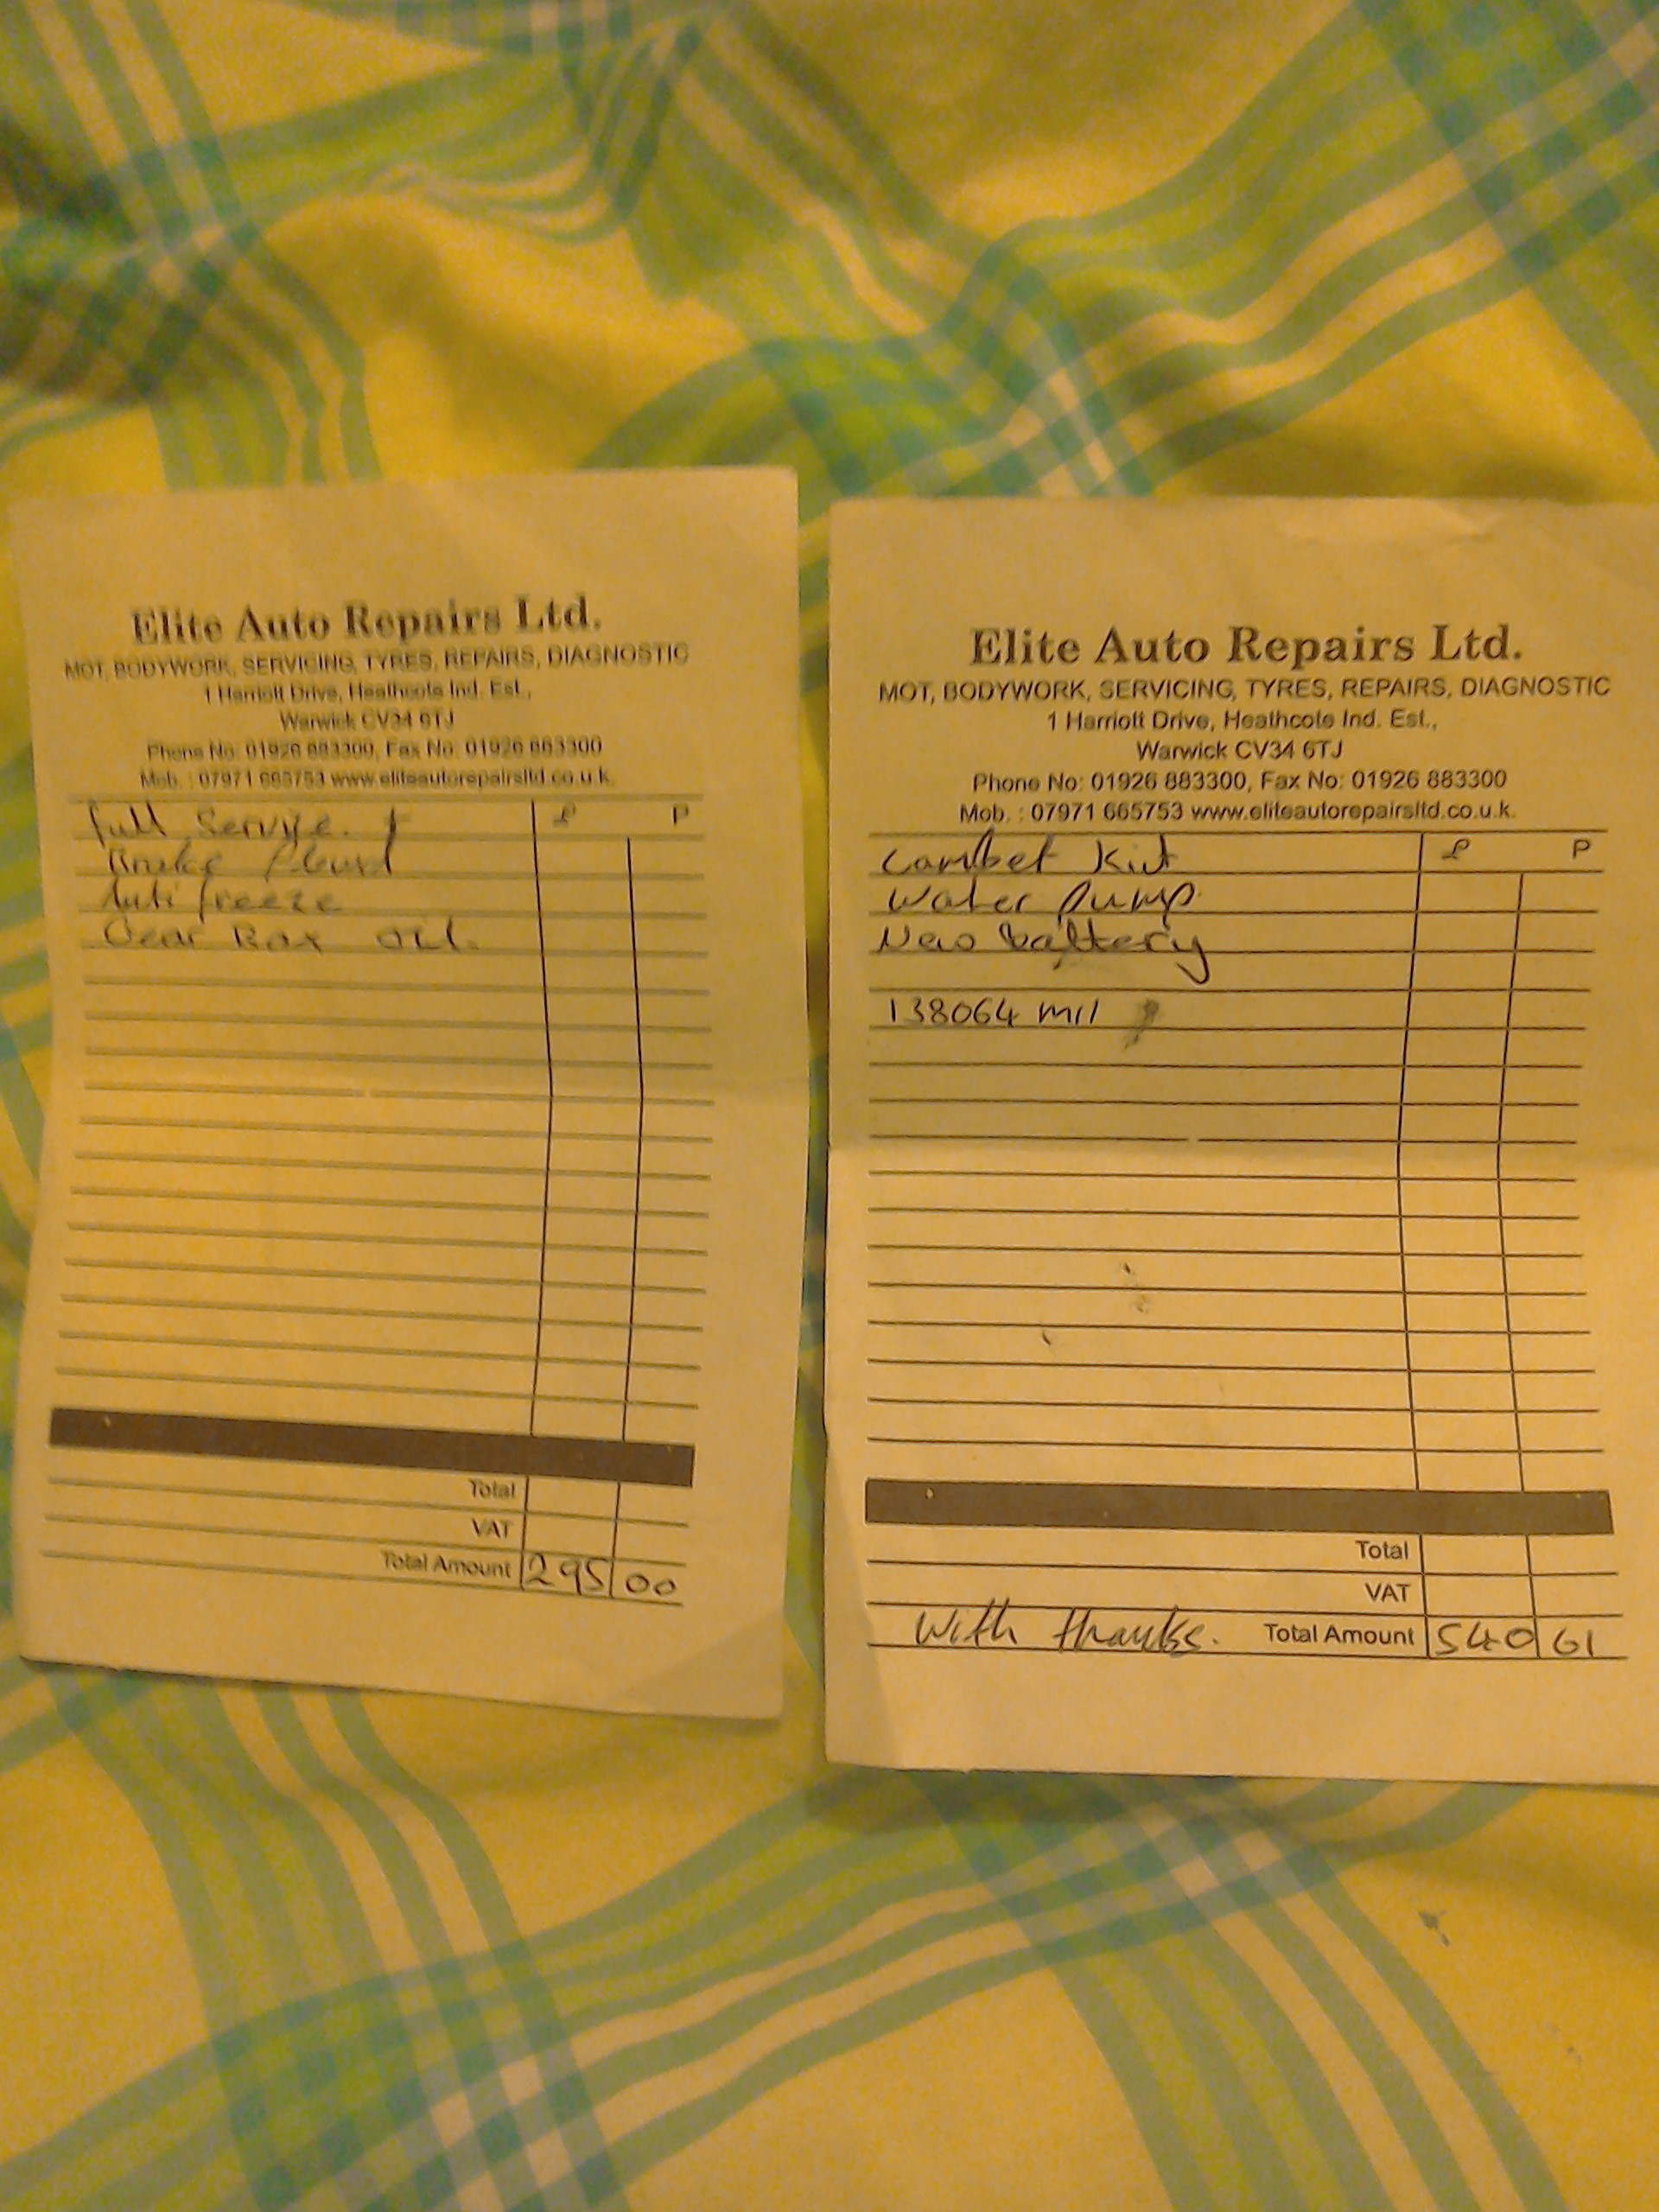 Elite Auto Repairs Ltd.
MOT, BODYWORK, SERVICING, TYRES, REPAIRS, DIAGNOSTIC
1 Harriott Drive, Heathcote Ind. Est.,
Warwick CV34 6TJ
Phone No: 01926 883300, Fax No: 01926 883300
Mob. : 07971 665753 www.eliteautorepairsltd.co.u.k.
£ P
full Service.
Brake fluid
Anti freeze
Gear Box oil.
Total
VAT
Total Amount 295 00
Elite Auto Repairs Ltd.
MOT, BODYWORK, SERVICING, TYRES, REPAIRS, DIAGNOSTIC
1 Harriott Drive, Heathcote Ind. Est.,
Warwick CV34 6TJ
Phone No: 01926 883300, Fax No: 01926 883300
Mob. : 07971 665753 www.eliteautorepairsltd.co.u.k.
£ P
Cambet Kit
Water Pump
New battery
138064 mil
Total
VAT
With thanks. Total Amount 540 61